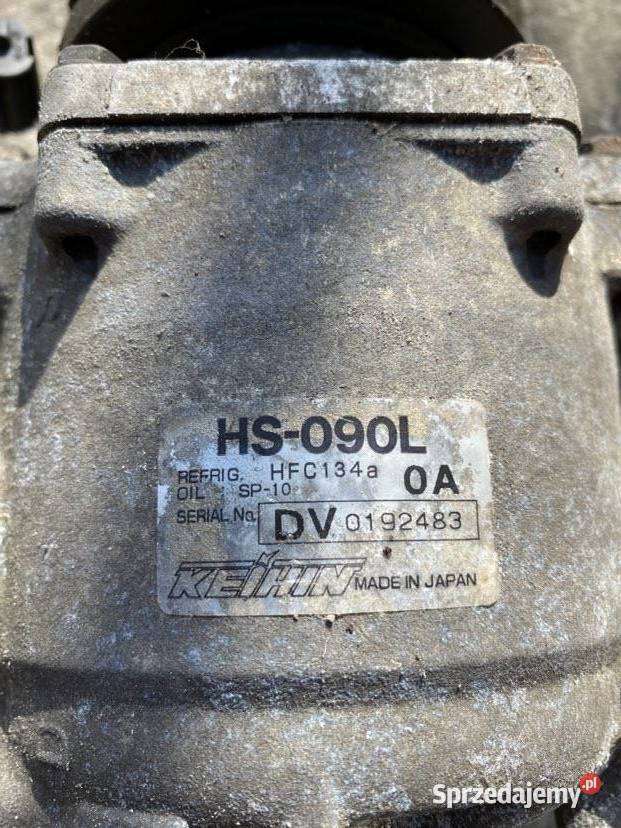 HS-090L
REFRIG. HFC134a 0A
OIL : SP-10
SERIAL No. DV 0192483
KEIHIN MADE IN JAPAN
Sprzedajemy.pl